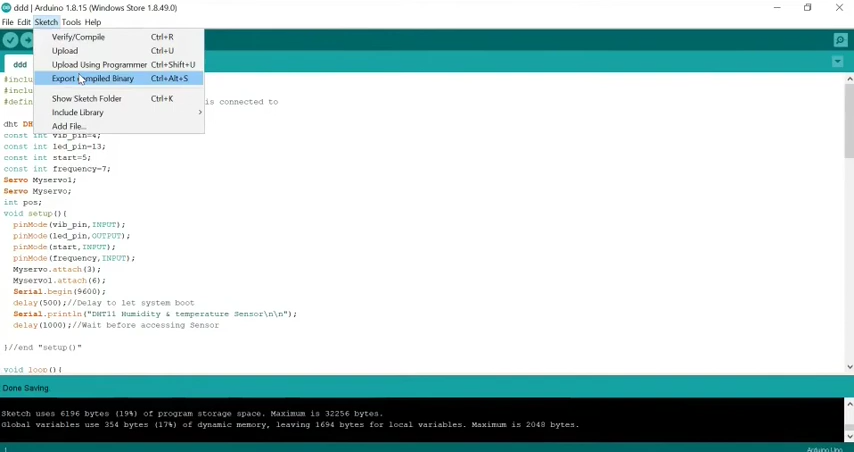 ddd | Arduino 1.8.15 (Windows Store 1.8.49.0)
File Edit Sketch Tools Help
Verify/Compile Ctrl+R
Upload Ctrl+U
Upload Using Programmer Ctrl+Shift+U
Export Compiled Binary Ctrl+Alt+S
Show Sketch Folder Ctrl+K
Include Library
Add File...
ddd
#inclu
#inclu
#defin is connected to
dht DH
const int vib_pin=4;
const int led_pin=13;
const int start=5;
const int frequency=7;
Servo Myservo1;
Servo Myservo;
int pos;
void setup(){
pinMode(vib_pin,INPUT);
pinMode(led_pin,OUTPUT);
pinMode(start,INPUT);
pinMode(frequency,INPUT);
Myservo.attach(3);
Myservo1.attach(6);
Serial.begin(9600);
delay(500);//Delay to let system boot
Serial.println("DHT11 Humidity & temperature Sensor\n\n");
delay(1000);//Wait before accessing Sensor
}//end "setup()"
void loop(){
Done Saving.
Sketch uses 6196 bytes (19%) of program storage space. Maximum is 32256 bytes.
Global variables use 354 bytes (17%) of dynamic memory, leaving 1694 bytes for local variables. Maximum is 2048 bytes.
Arduino Uno